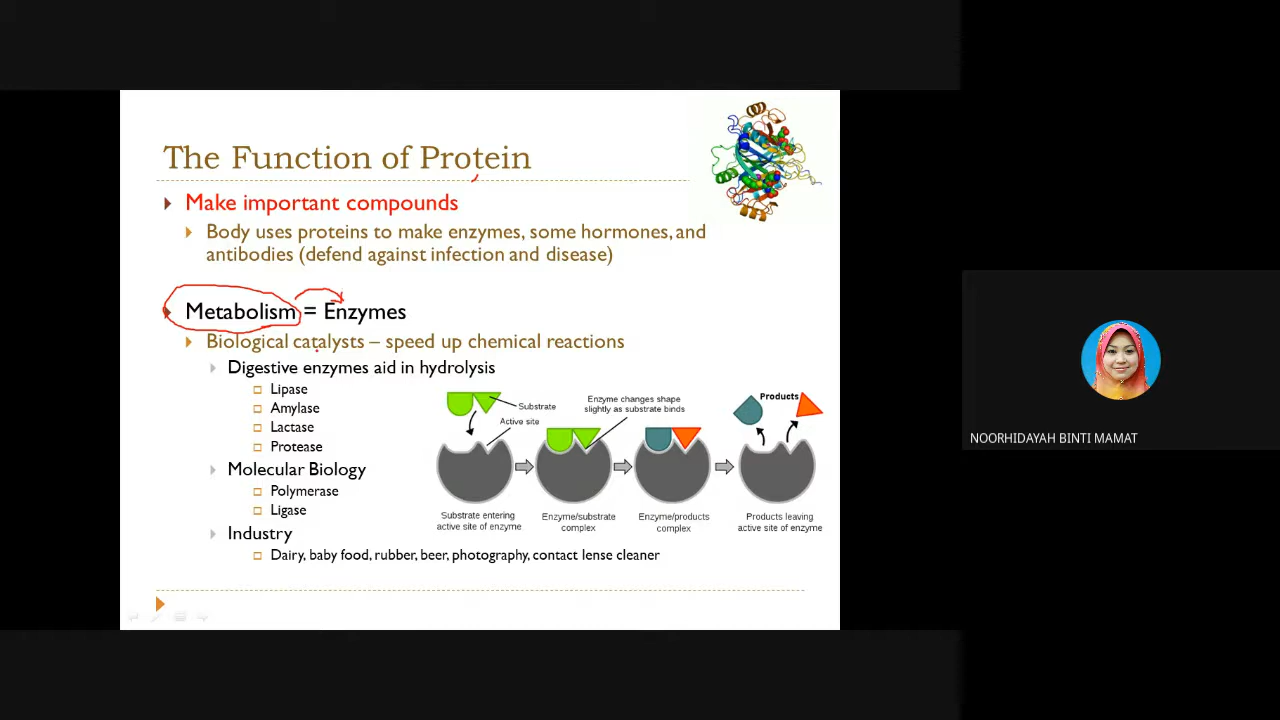 The Function of Protein
Make important compounds
Body uses proteins to make enzymes, some hormones, and
antibodies (defend against infection and disease)
Metabolism = Enzymes
Biological catalysts – speed up chemical reactions
Digestive enzymes aid in hydrolysis
Lipase
Amylase
Lactase
Protease
Molecular Biology
Polymerase
Ligase
Industry
Dairy, baby food, rubber, beer, photography, contact lense cleaner
Substrate
Active site
Enzyme changes shape
slightly as substrate binds
Products
Substrate entering
active site of enzyme
Enzyme/substrate
complex
Enzyme/products
complex
Products leaving
active site of enzyme
NOORHIDAYAH BINTI MAMAT